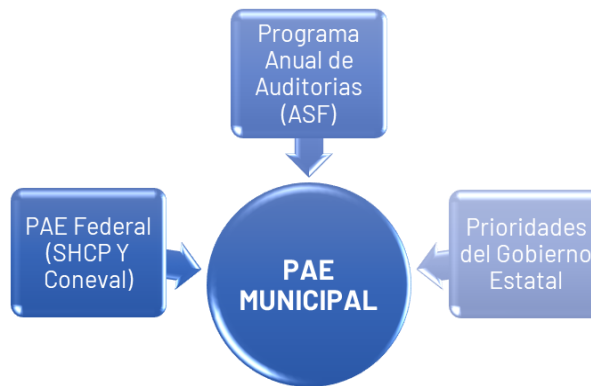 Programa
Anual de
Auditorias
(ASF)
PAE Federal
(SHCP Y
Coneval)
PAE
MUNICIPAL
Prioridades
del Gobierno
Estatal